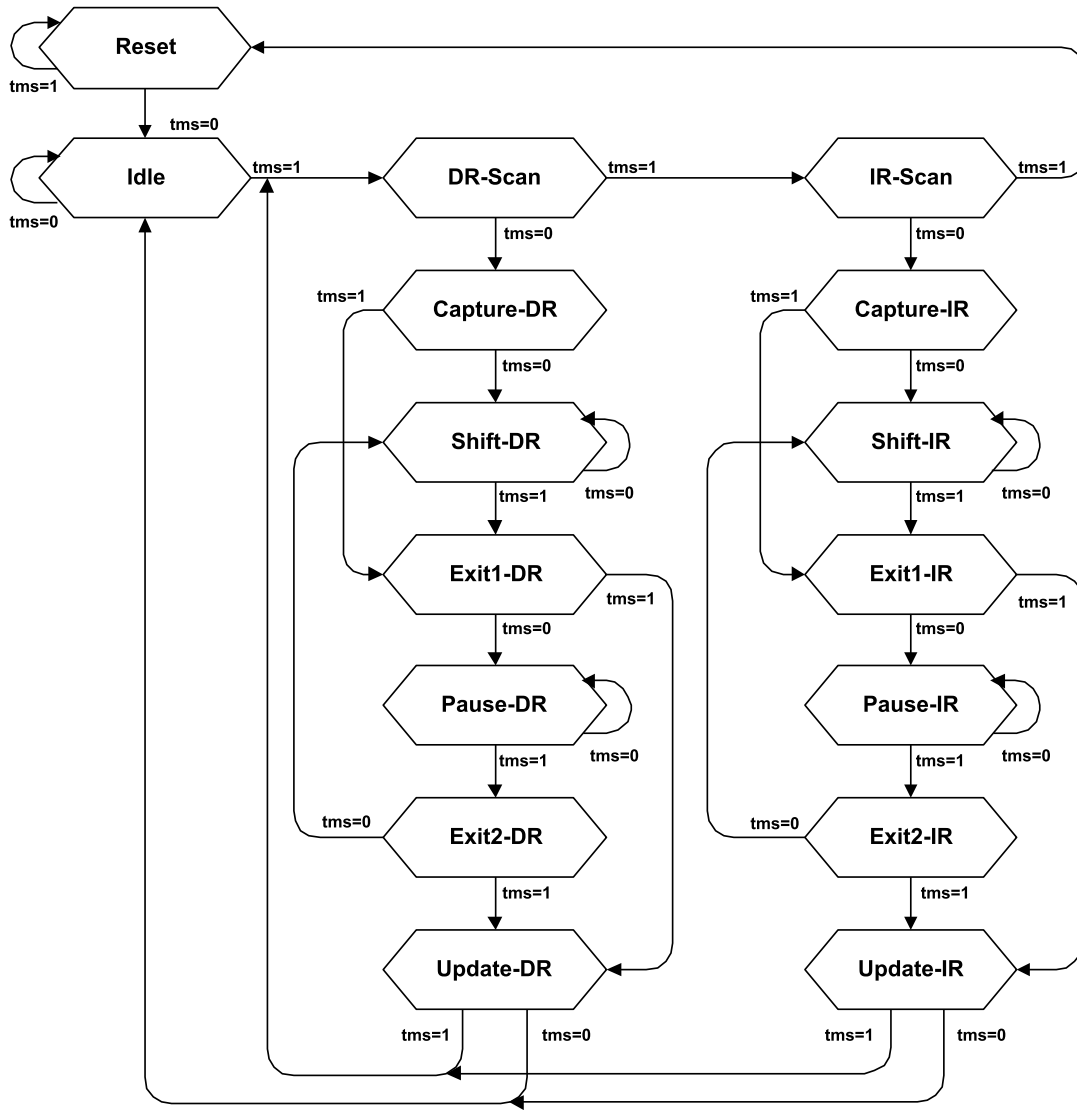 Reset
tms=1
tms=0
Idle
tms=1
DR-Scan
tms=1
IR-Scan
tms=1
tms=0
tms=0
tms=0
tms=1
Capture-DR
tms=1
Capture-IR
tms=0
tms=0
Shift-DR
Shift-IR
tms=1
tms=0
tms=1
tms=0
Exit1-DR
tms=1
Exit1-IR
tms=1
tms=0
tms=0
Pause-DR
Pause-IR
tms=1
tms=0
tms=1
tms=0
tms=0
Exit2-DR
tms=0
Exit2-IR
tms=1
tms=1
Update-DR
Update-IR
tms=1
tms=0
tms=1
tms=0